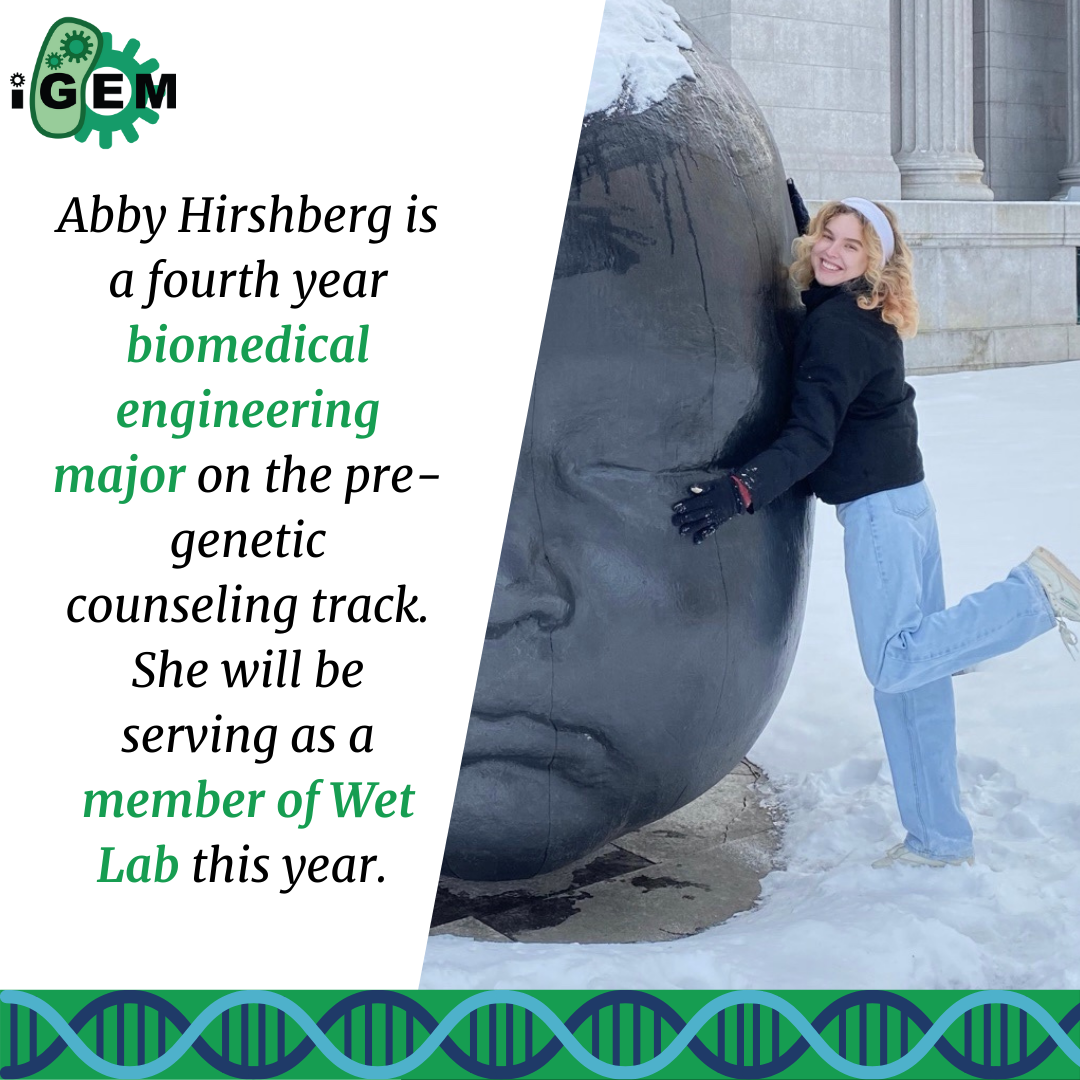 iGEM
Abby Hirshberg is
a fourth year
biomedical
engineering
major on the pre-
genetic
counseling track.
She will be
serving as a
member of Wet
Lab this year.